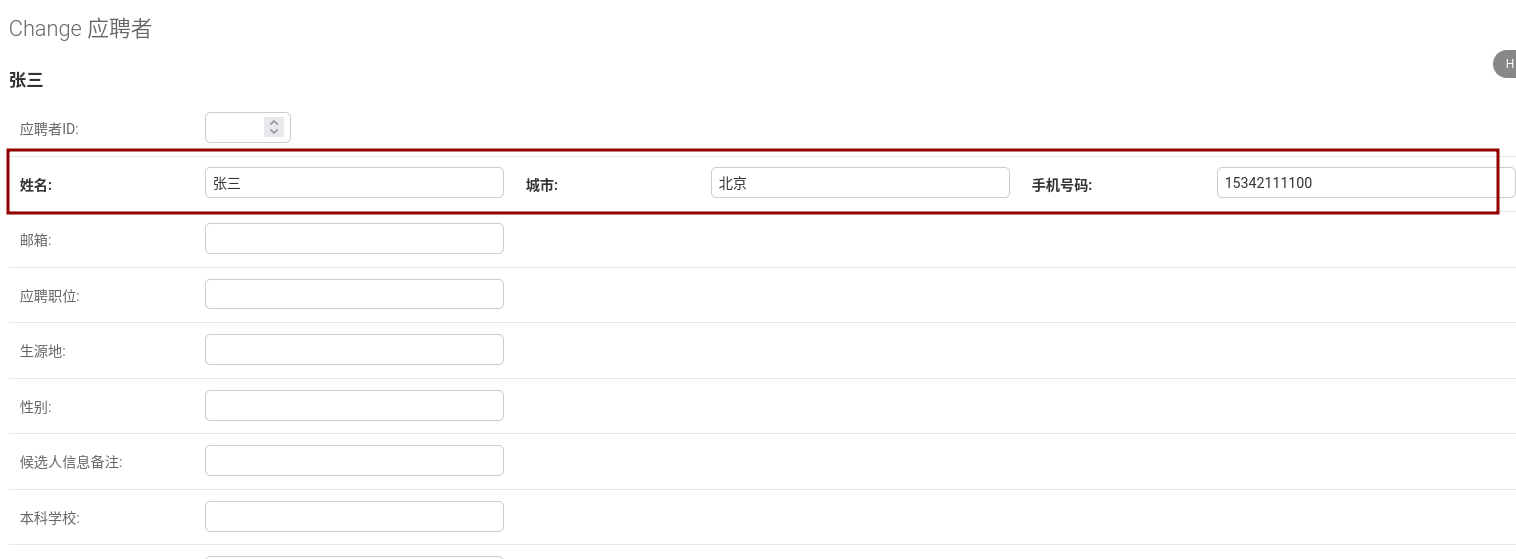 Change 应聘者
张三
H
应聘者ID:
姓名: 张三 城市: 北京 手机号码: 15342111100
邮箱:
应聘职位:
生源地:
性别:
候选人信息备注:
本科学校: